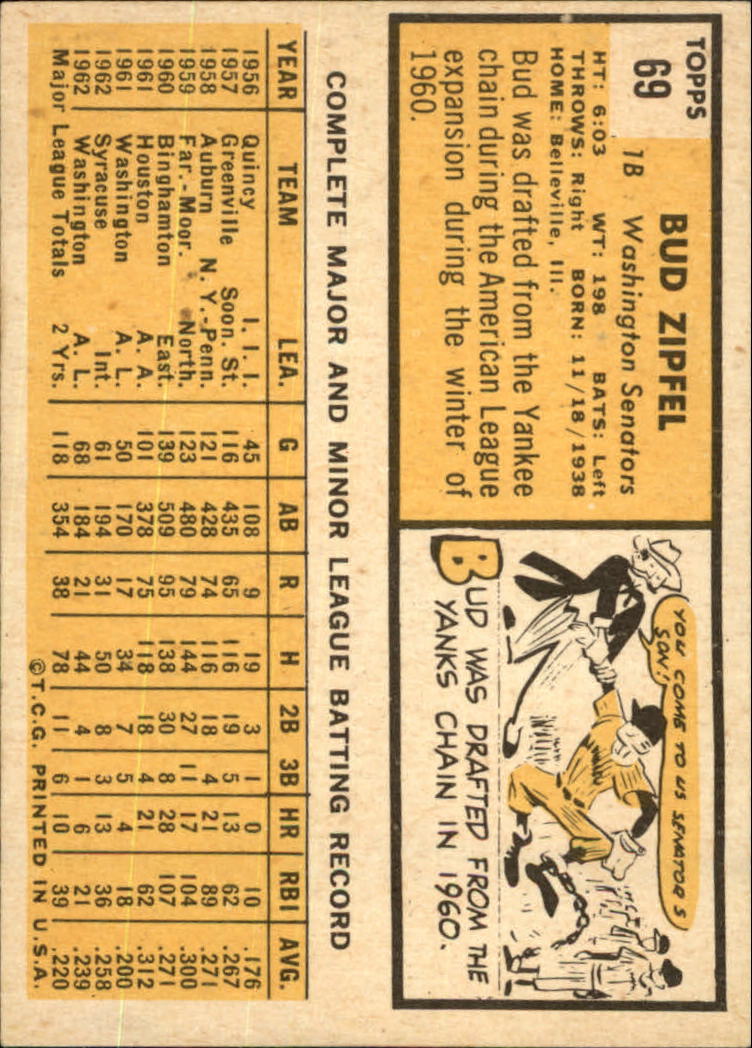 TOPPS
69
BUD ZIPFEL
1B Washington Senators
HT: 6:03 WT: 198 BATS: Left
THROWS: Right BORN: 11/18/1938
HOME: Belleville, Ill.
Bud was drafted from the Yankee
chain during the American League
expansion during the winter of
1960.
YOU COME TO US SENATORS
SON!
BUD WAS DRAFTED FROM THE
YANKS CHAIN IN 1960.
COMPLETE MAJOR AND MINOR LEAGUE BATTING RECORD
YEAR TEAM LEA. G AB R H 2B 3B HR RBI AVG.
1956 Quincy I. I. I. 45 108 9 19 3 1 0 10 .176
1957 Greenville Soon. St. 116 435 65 116 19 5 13 62 .267
1958 Auburn N. Y.-Penn. 121 428 74 116 18 4 21 89 .271
1959 Far.-Moor. North. 123 480 79 144 27 11 17 104 .300
1960 Binghamton East. 139 509 95 138 30 8 28 107 .271
1961 Houston A. A. 101 378 75 118 18 4 21 62 .312
1961 Washington A. L. 50 170 17 34 7 5 4 18 .200
1962 Syracuse Int. 61 194 31 50 8 3 13 36 .258
1962 Washington A. L. 68 184 21 44 4 1 6 21 .239
Major League Totals 2 Yrs. 118 354 38 78 11 6 10 39 .220
©T.C.G. PRINTED IN U.S.A.